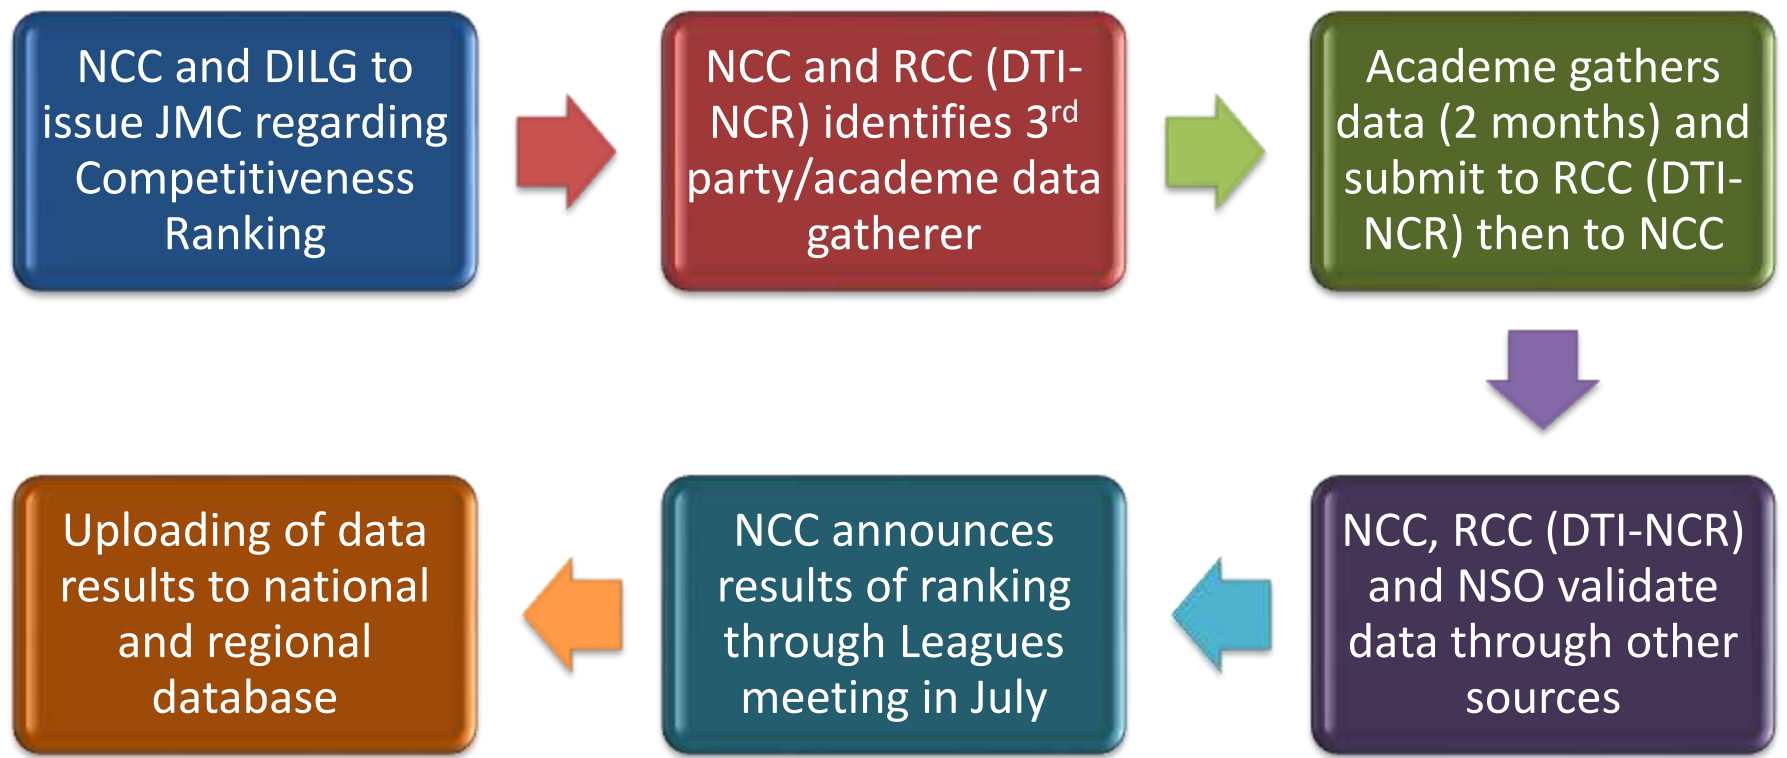 NCC and DILG to
issue JMC regarding
Competitiveness
Ranking
NCC and RCC (DTI-
NCR) identifies 3rd
party/academe data
gatherer
Academe gathers
data (2 months) and
submit to RCC (DTI-
NCR) then to NCC
NCC, RCC (DTI-NCR)
and NSO validate
data through other
sources
NCC announces
results of ranking
through Leagues
meeting in July
Uploading of data
results to national
and regional
database